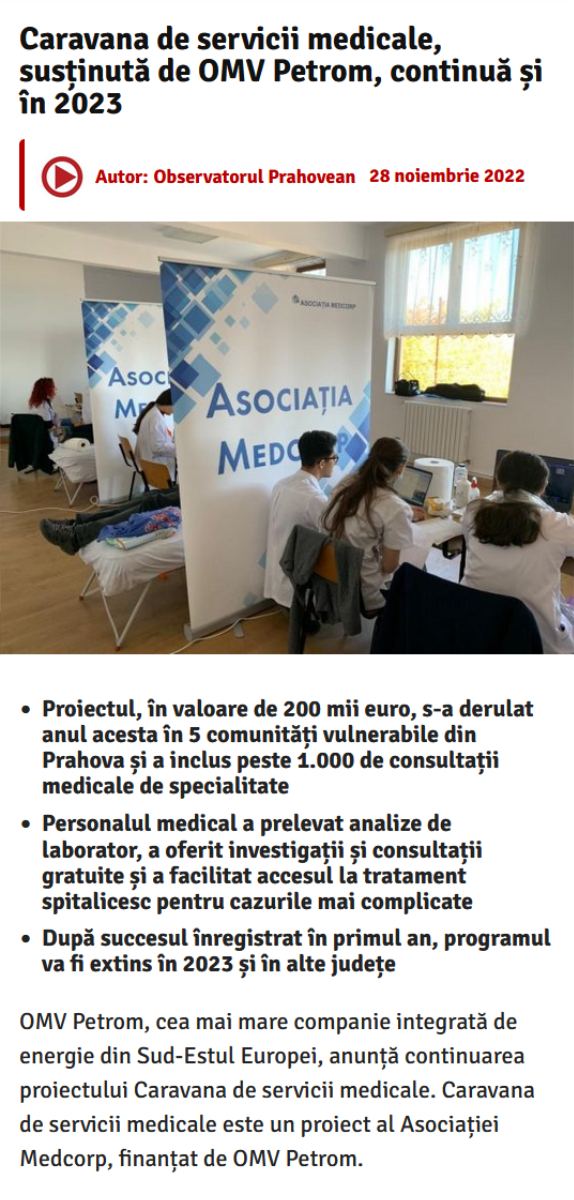 Caravana de servicii medicale,
susținută de OMV Petrom, continuă și
în 2023
Autor: Observatorul Prahovean 28 noiembrie 2022
ASOCIAȚIA MEDCORP
ASOCIAȚIA
MEDCO P
ASOC
ME
• Proiectul, în valoare de 200 mii euro, s-a derulat
anul acesta în 5 comunități vulnerabile din
Prahova și a inclus peste 1.000 de consultații
medicale de specialitate
• Personalul medical a prelevat analize de
laborator, a oferit investigații și consultații
gratuite și a facilitat accesul la tratament
spitalicesc pentru cazurile mai complicate
• După succesul înregistrat în primul an, programul
va fi extins în 2023 și în alte județe
OMV Petrom, cea mai mare companie integrată de
energie din Sud-Estul Europei, anunță continuarea
proiectului Caravana de servicii medicale. Caravana
de servicii medicale este un proiect al Asociației
Medcorp, finanțat de OMV Petrom.